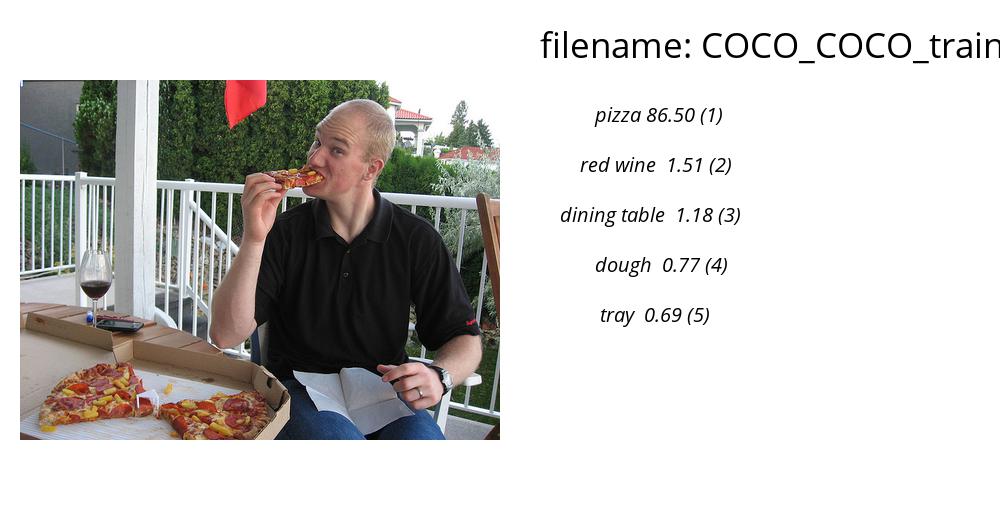 filename: COCO_COCO_train
pizza 86.50 (1)
red wine 1.51 (2)
dining table 1.18 (3)
dough 0.77 (4)
tray 0.69 (5)